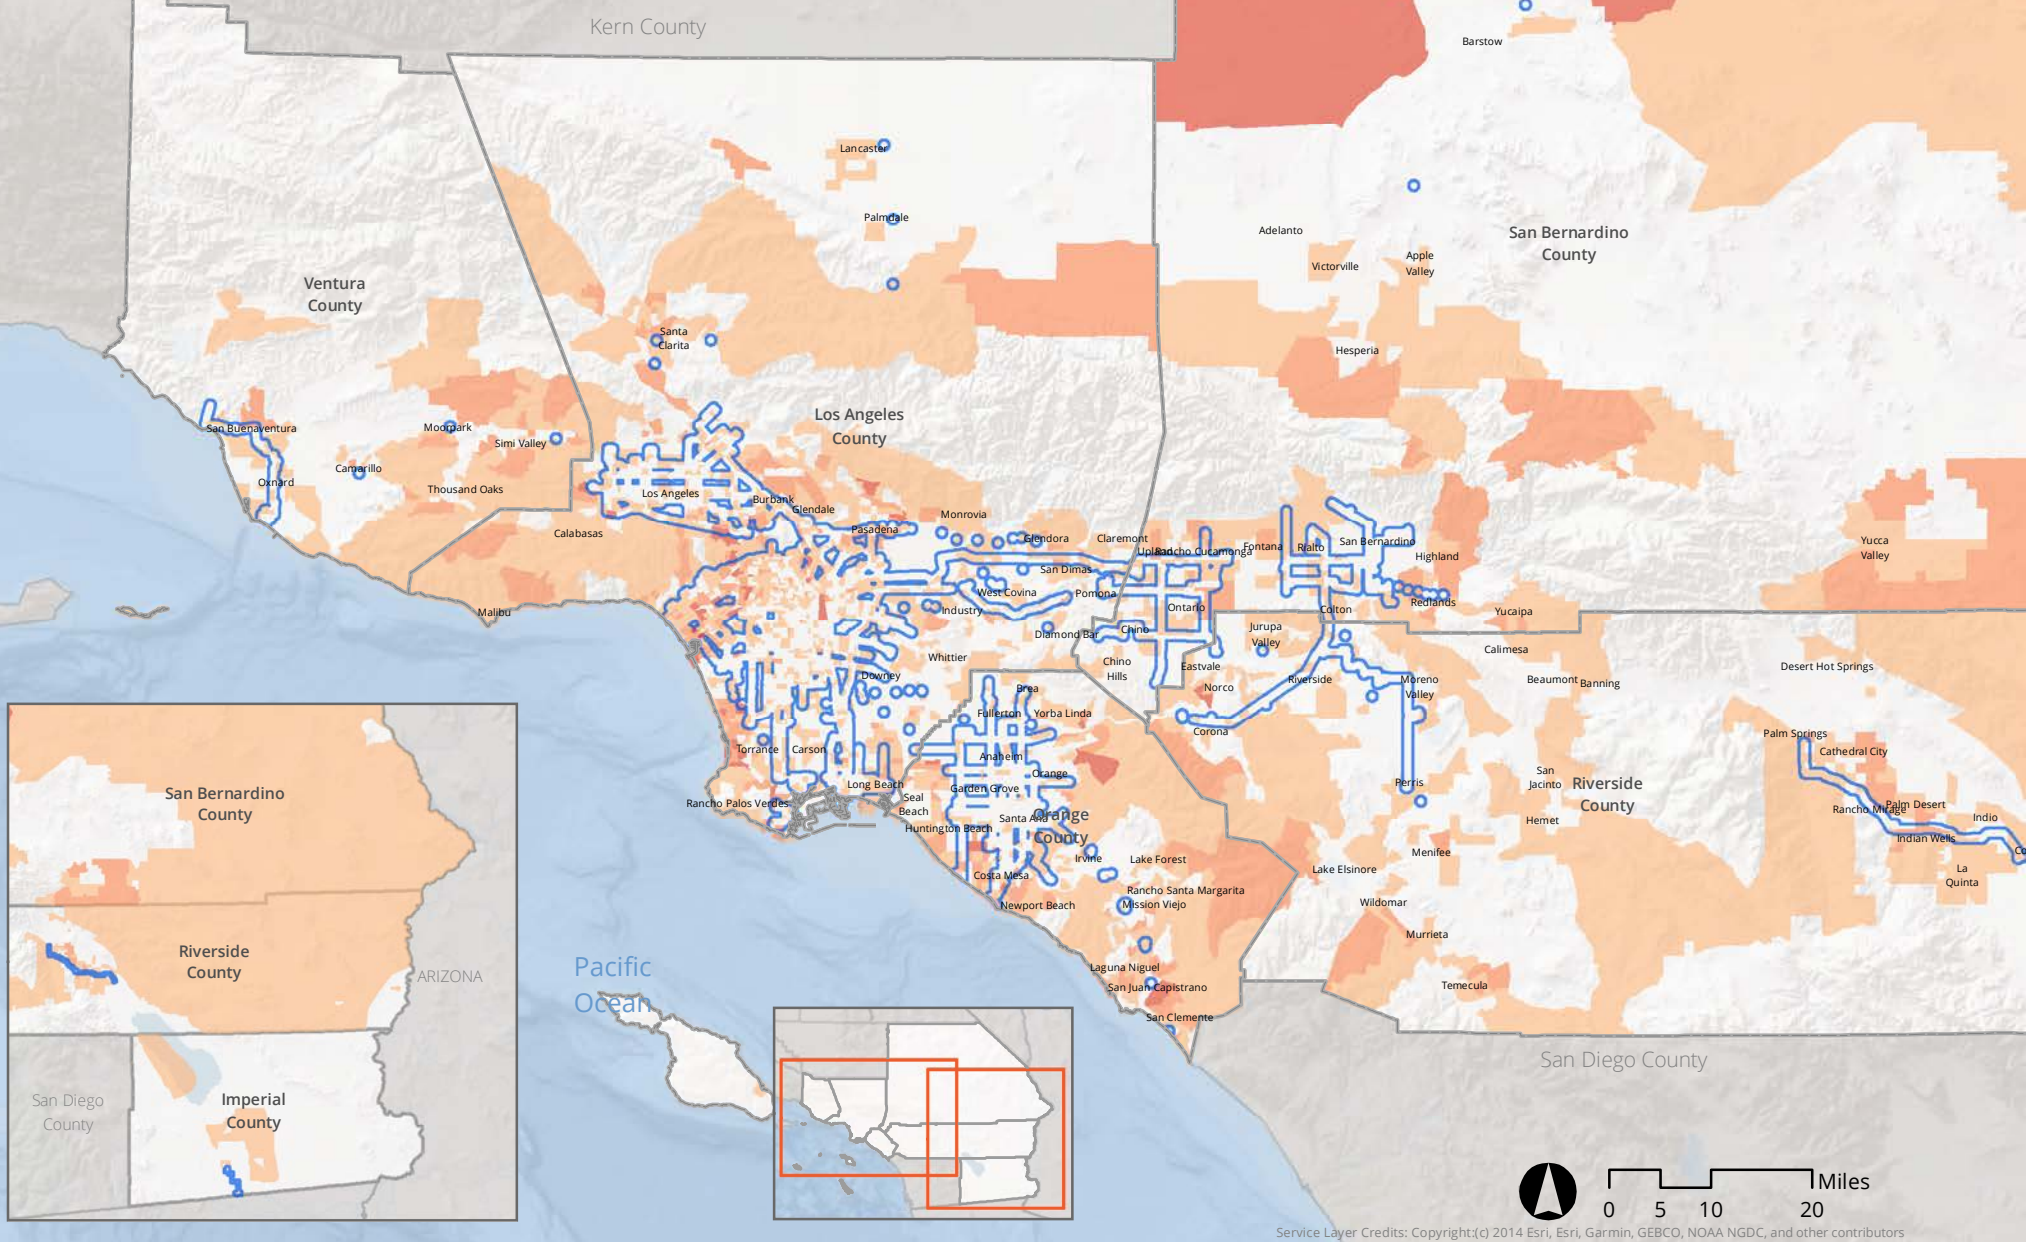 Kern County
Barstow
Lancaster
Palmdale
Adelanto
San Bernardino
County
Victorville
Apple
Valley
Ventura
County
Santa
Clarita
Hesperia
Los Angeles
County
San Buenaventura
Moorpark
Simi Valley
Camarillo
Oxnard
Thousand Oaks
Los Angeles
Burbank
Glendale
Calabasas
Pasadena
Monrovia
Glendora
Claremont
Upland
Rancho Cucamonga
Fontana
Rialto
San Bernardino
Highland
Yucca
Valley
San Dimas
West Covina
Pomona
Malibu
Industry
Ontario
Colton
Redlands
Yucaipa
Diamond Bar
Chino
Jurupa
Valley
Whittier
Chino
Hills
Eastvale
Calimesa
Desert Hot Springs
Downey
Brea
Norco
Riverside
Moreno
Valley
Beaumont
Banning
Fullerton
Yorba Linda
Corona
Palm Springs
Torrance
Carson
Anaheim
Cathedral City
Orange
Long Beach
Garden Grove
Perris
San
Jacinto
Riverside
County
Rancho Palos Verdes
Seal
Beach
Santa Ana
Orange
County
Palm Desert
Rancho Mirage
Indio
Huntington Beach
Hemet
Indian Wells
Irvine
Lake Forest
Menifee
Costa Mesa
Lake Elsinore
La
Quinta
Rancho Santa Margarita
Newport Beach
Mission Viejo
Wildomar
Murrieta
Laguna Niguel
San Juan Capistrano
Temecula
San Clemente
San Diego County
Pacific
Ocean
San Bernardino
County
Riverside
County
ARIZONA
San Diego
County
Imperial
County
Miles
0 5 10 20
Service Layer Credits: Copyright:(c) 2014 Esri, Esri, Garmin, GEBCO, NOAA NGDC, and other contributors